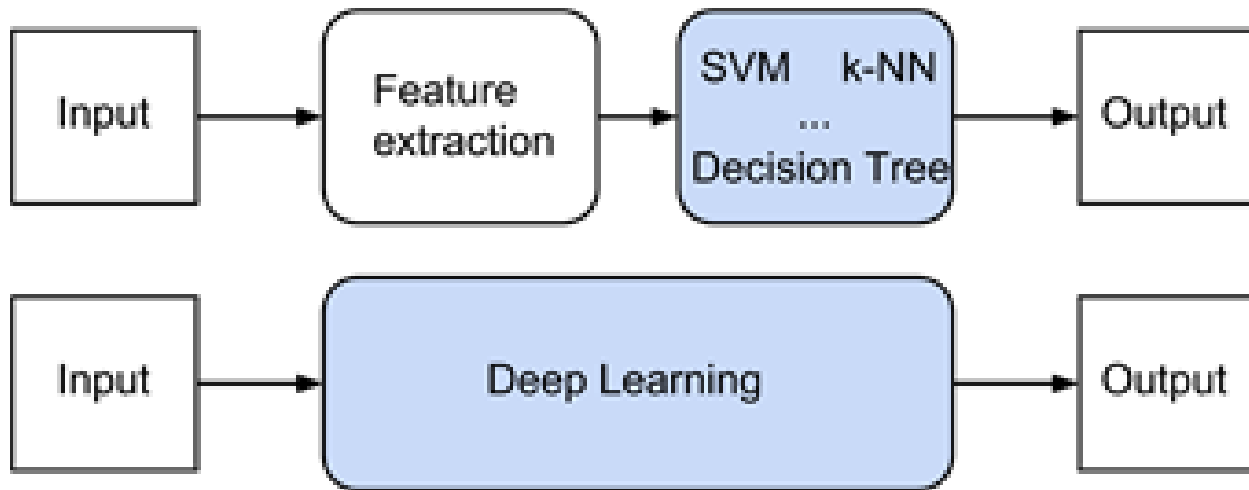 Input
Feature
extraction
SVM k-NN
...
Decision Tree
Output
Input
Deep Learning
Output